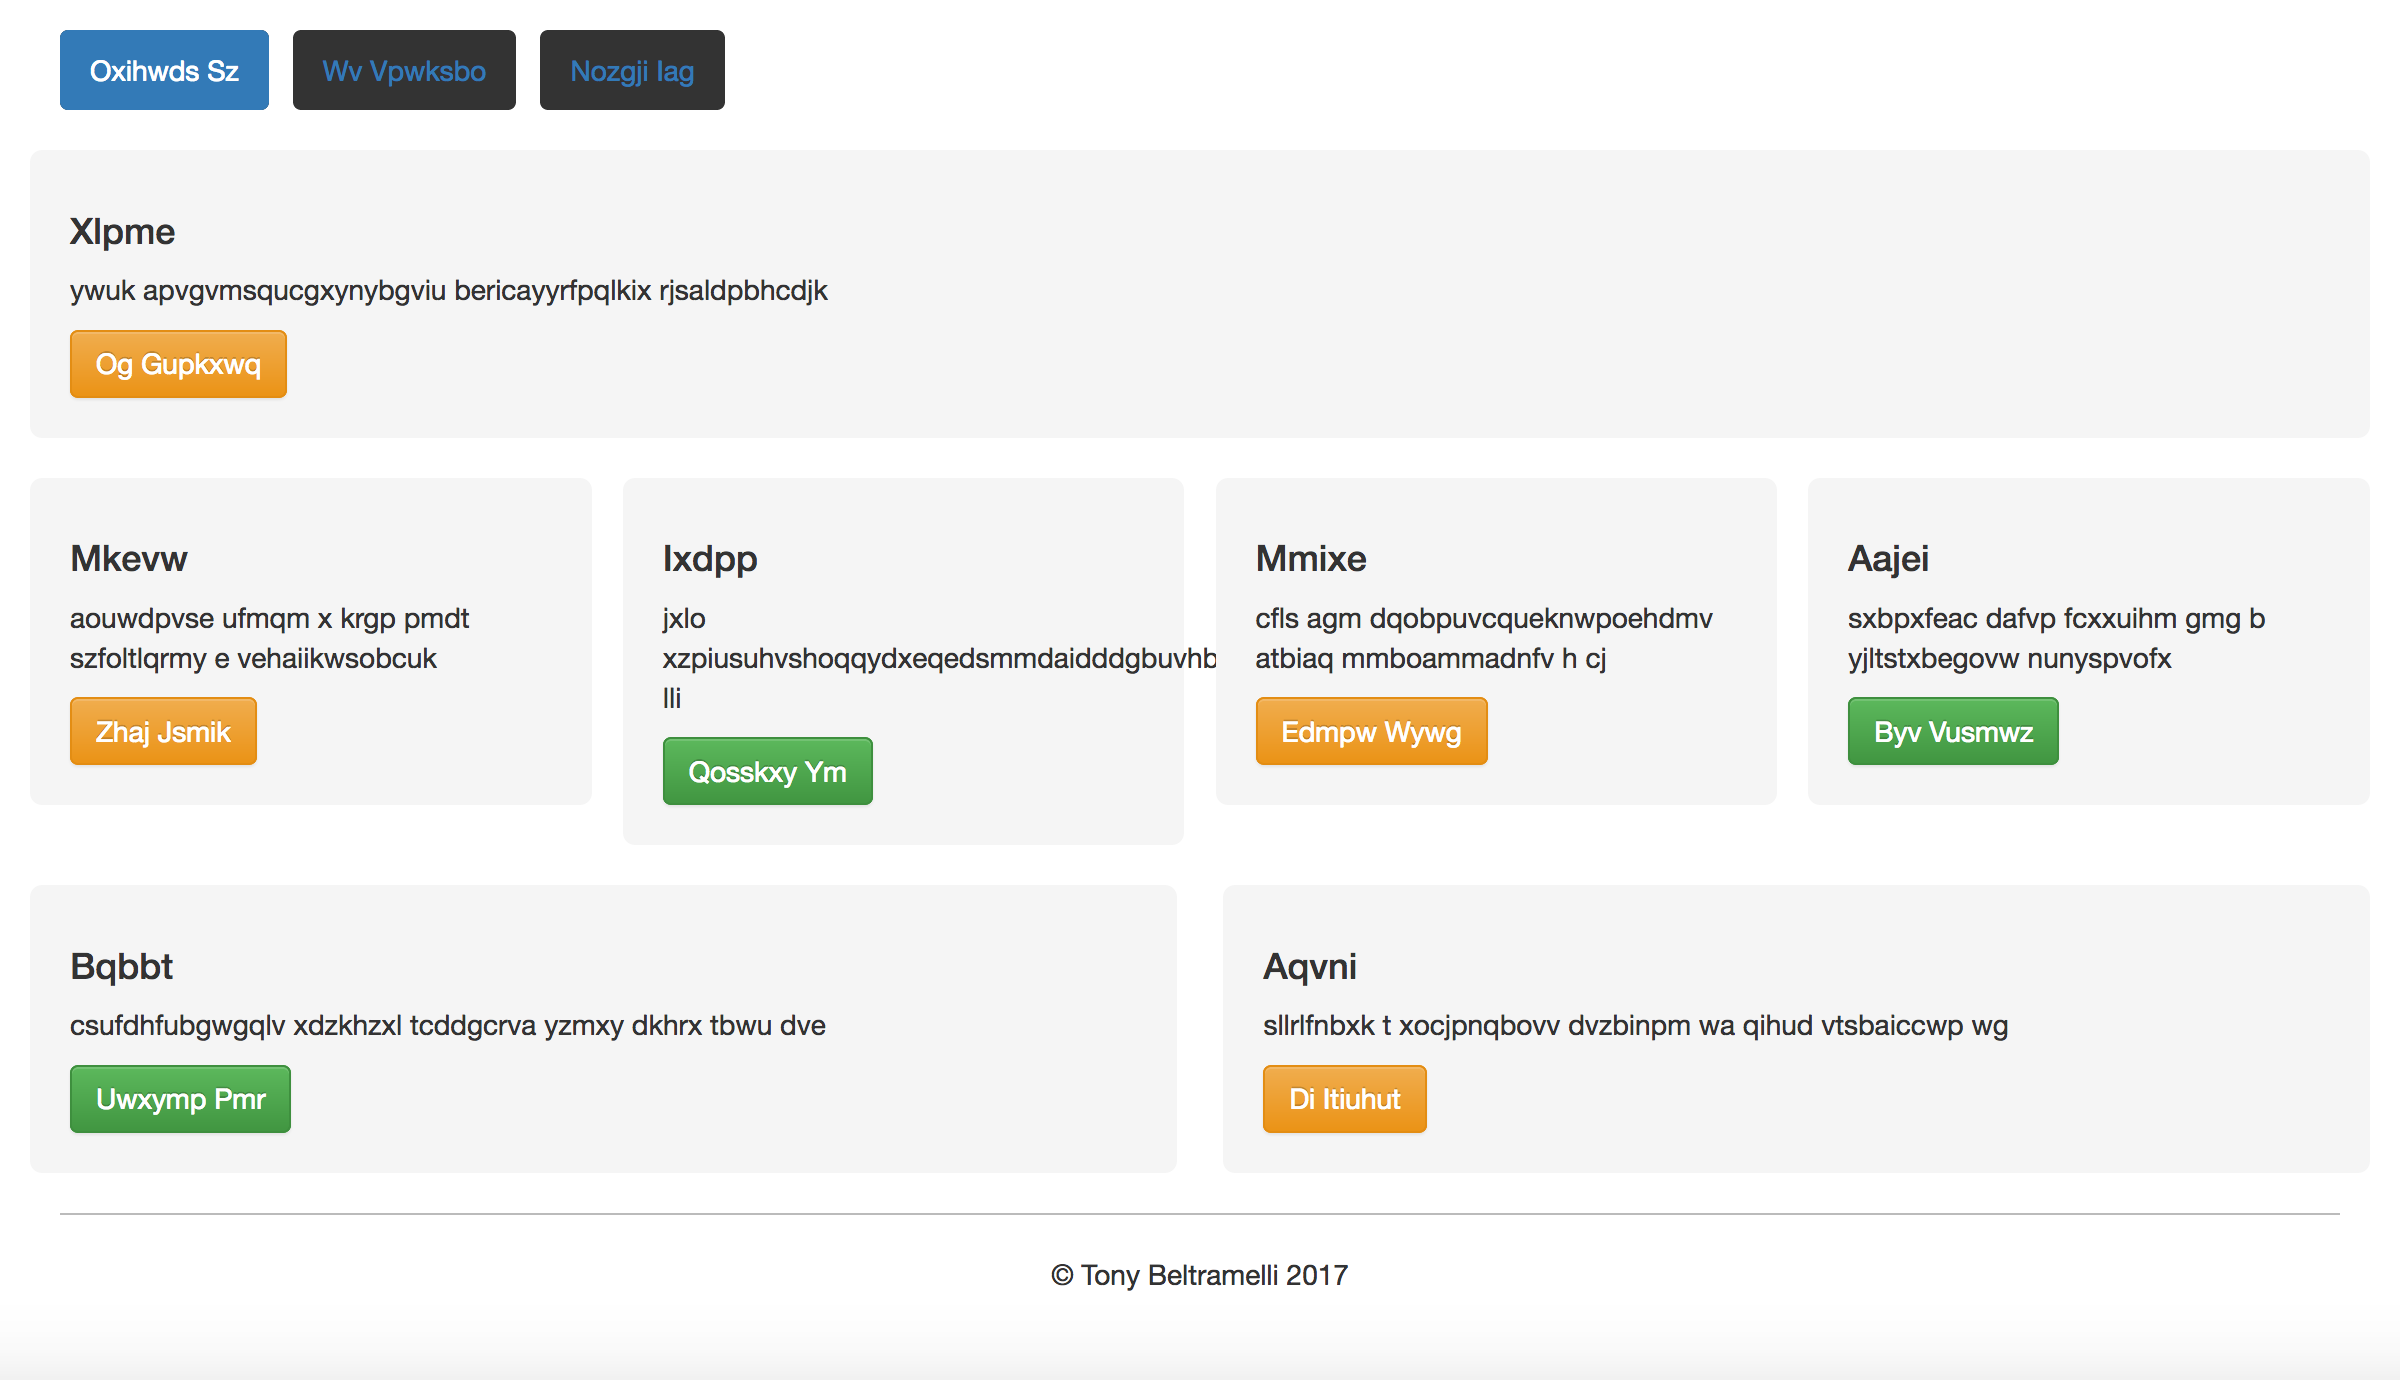 Oxihwds Sz
Wv Vpwksbo
Nozgji Iag
Xlpme
ywuk apvgvmsqucgxynybgviu bericayyrfpqlkix rjsaldpbhcdjk
Og Gupkxwq
Mkevw
aouwdpvse ufmqm x krgp pmdt
szfoltlqrmy e vehaiikwsobcuk
Zhaj Jsmik
Ixdpp
jxlo
xzpiusuhvshoqqydxeqedsmmdaidddgbuvhb
lli
Qosskxy Ym
Mmixe
cfls agm dqobpuvcqueknwpoehdmv
atbiaq mmboammadnfv h cj
Edmpw Wywg
Aajei
sxbpxfeac dafvp fcxxuihm gmg b
yjltstxbegovw nunyspvofx
Byv Vusmwz
Bqbbt
csufdhfubgwgqlv xdzkhzxl tcddgcrva yzmxy dkhrx tbwu dve
Uwxymp Pmr
Aqvni
sllrlfnbxk t xocjpnqbovv dvzbinpm wa qihud vtsbaiccwp wg
Di Itiuhut
© Tony Beltramelli 2017